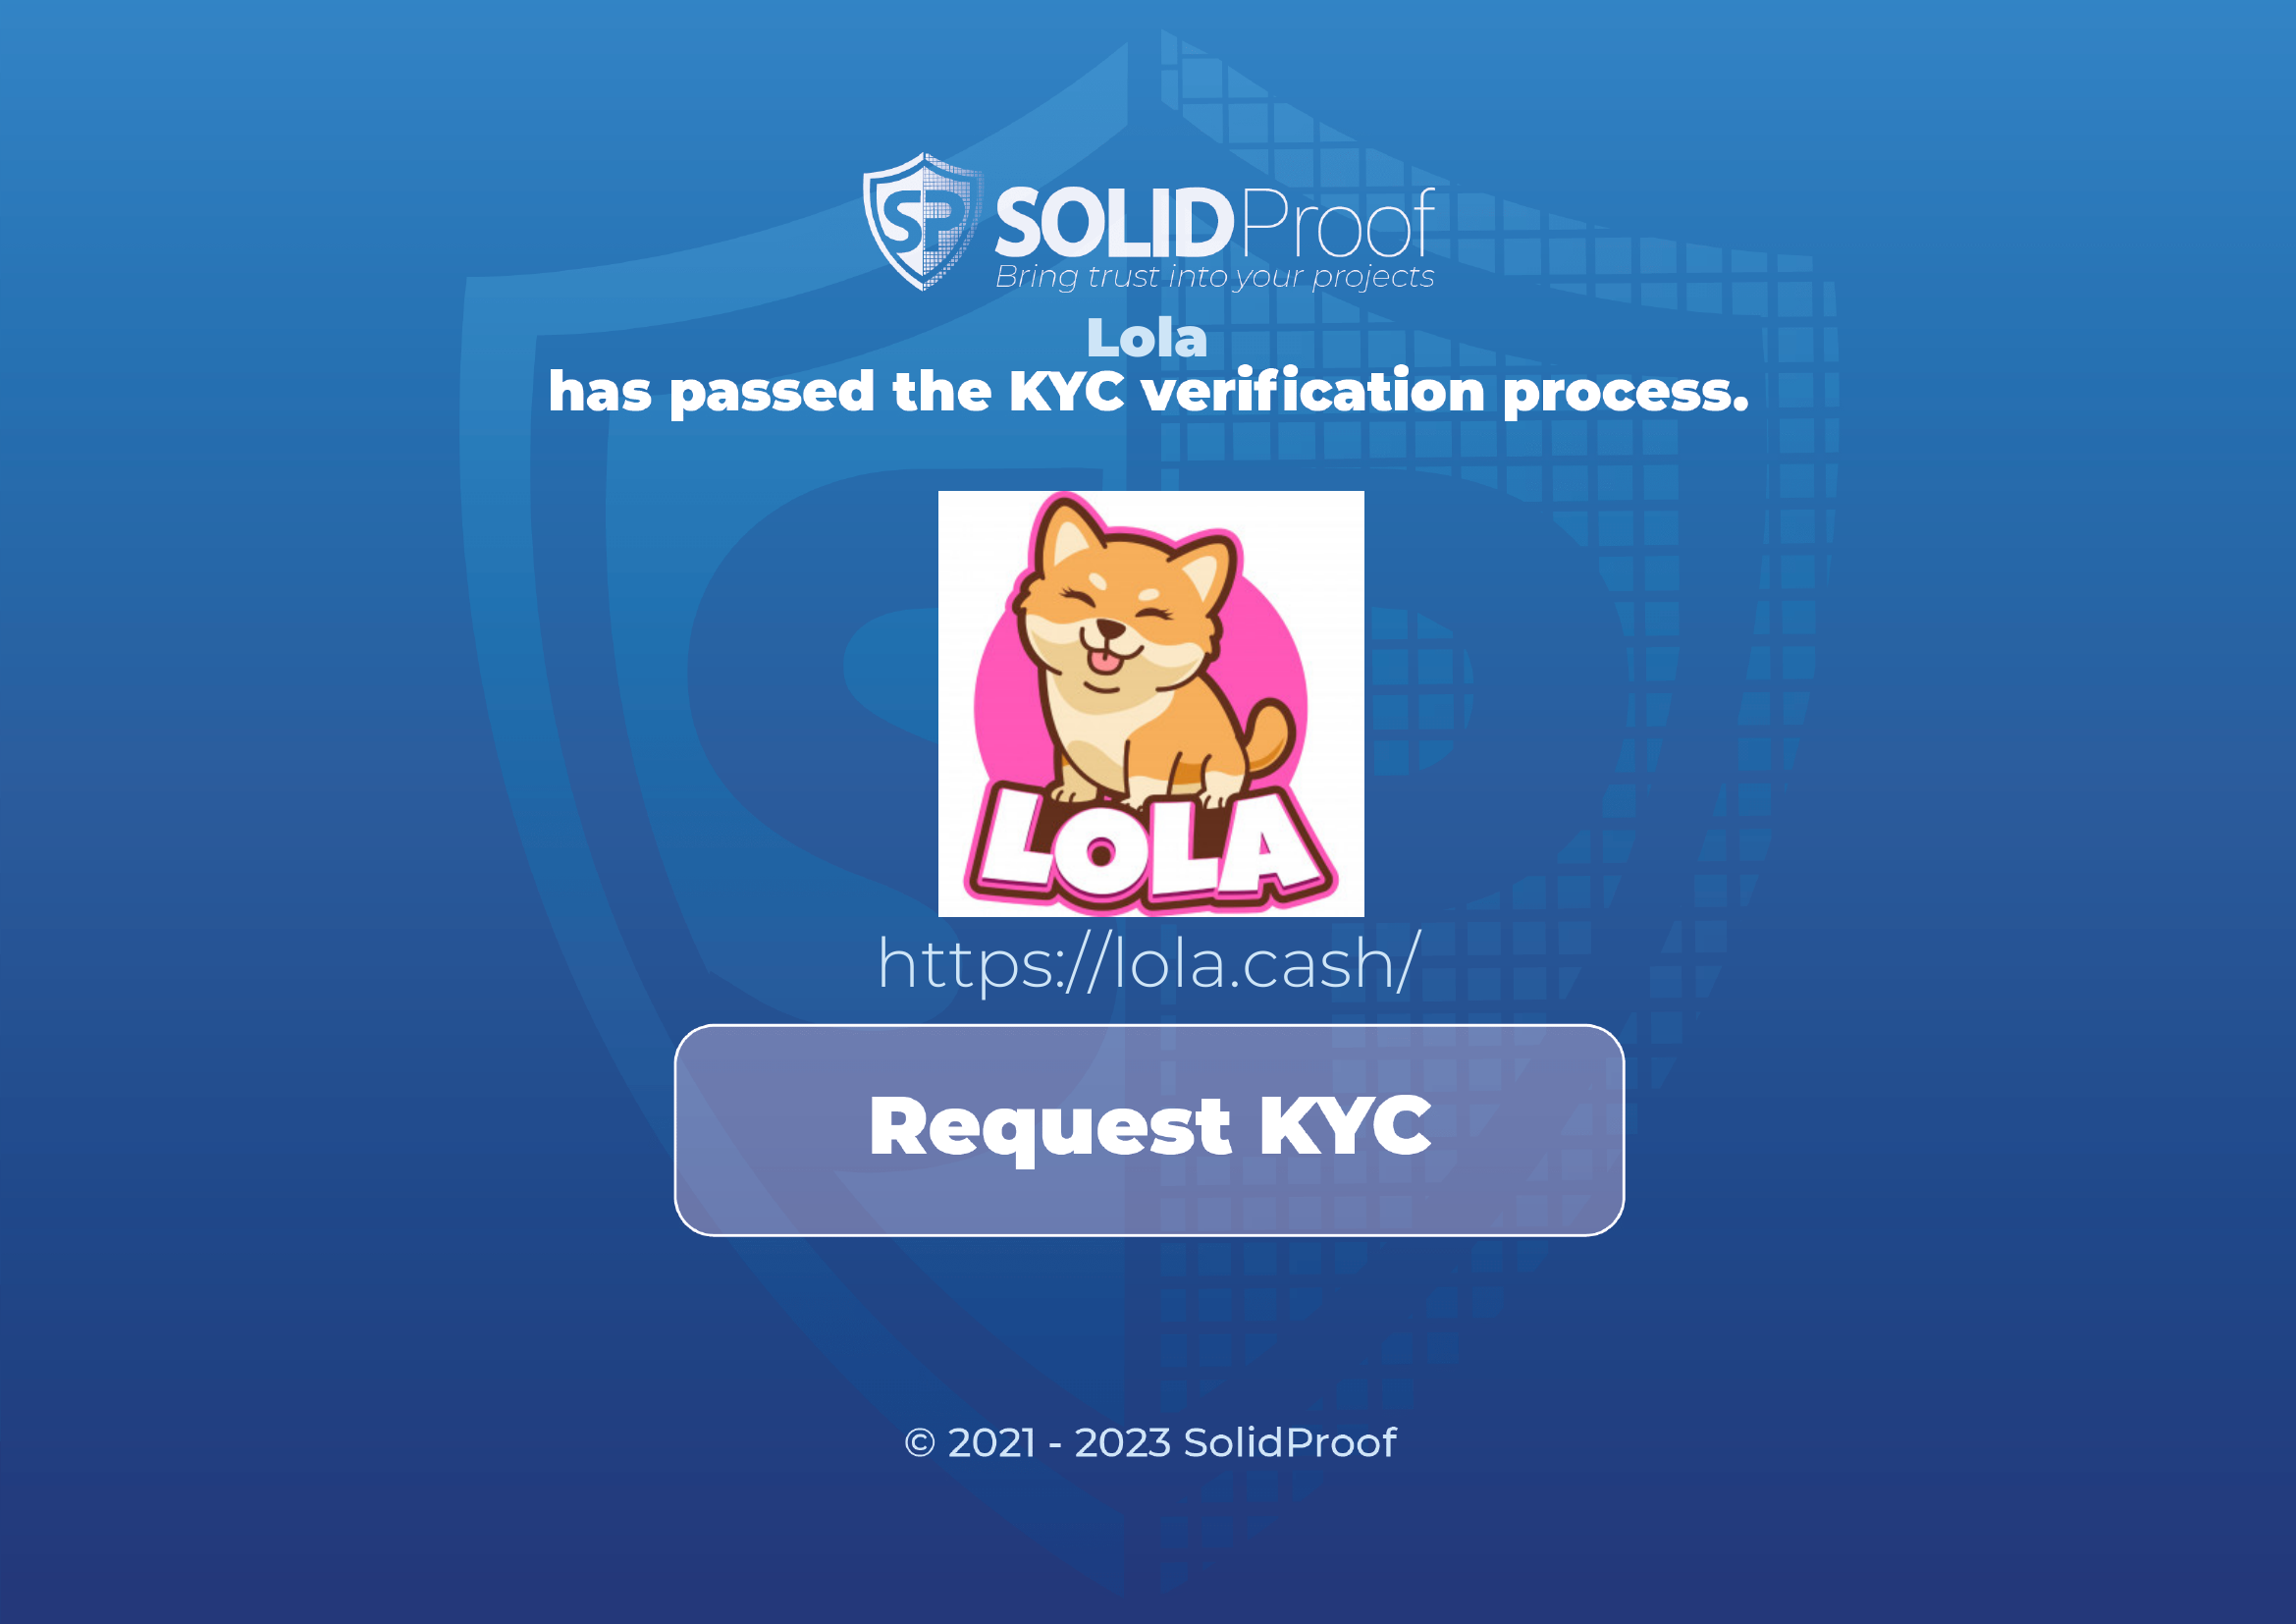 SP SOLIDProof
Bring trust into your projects
Lola
has passed the KYC verification process.
LOLA
https://lola.cash/
Request KYC
© 2021 - 2023 SolidProof